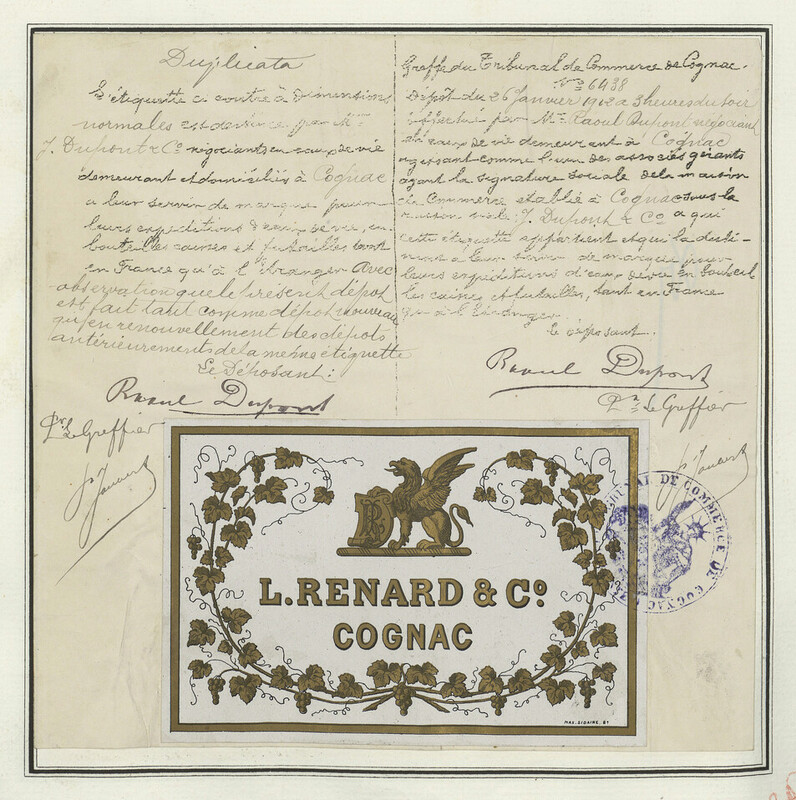 Duplicata
L'étiquette ci contre à Dimensions
normales est devinée par MM.
J. Dupont & Co négociants en eaux de vie
demeurant et domiciliés à Cognac
a leur servir de marque pour
leurs expéditions d'eau de vie, en
bouteilles caisses et futailles tant
en France qu'à l'étranger Avec
observation que le présent dépôt
est fait tant comme dépôt nouveau
qu'en renouvellement des dépôts
antérieurements de la même étiquette
Le Déposant:
Raoul Dupont
Pr. Le Greffier
Greffe du Tribunal de Commerce de Cognac.
No 6438
Dépôt du 26 Janvier 1912 a 3 heures du soir
effectué par Mr. Raoul Dupont négociant
en eaux de vie demeurant à Cognac
agissant comme l'un des associés gérants
ayant la signature sociale de la maison
de Commerce établie à Cognac sous la
raison J. Dupont & Co a qui
cette étiquette appartient et qui la desti-
nent a leur servir de marque pour
leurs expéditions d'eau de vie en bouteil-
les caisses et futailles, tant en France
qu'à l'étranger.
le déposant.
Raoul Dupont
Pr. Le Greffier
L. RENARD & Co
COGNAC
TRIBUNAL DE COMMERCE DE COGNAC